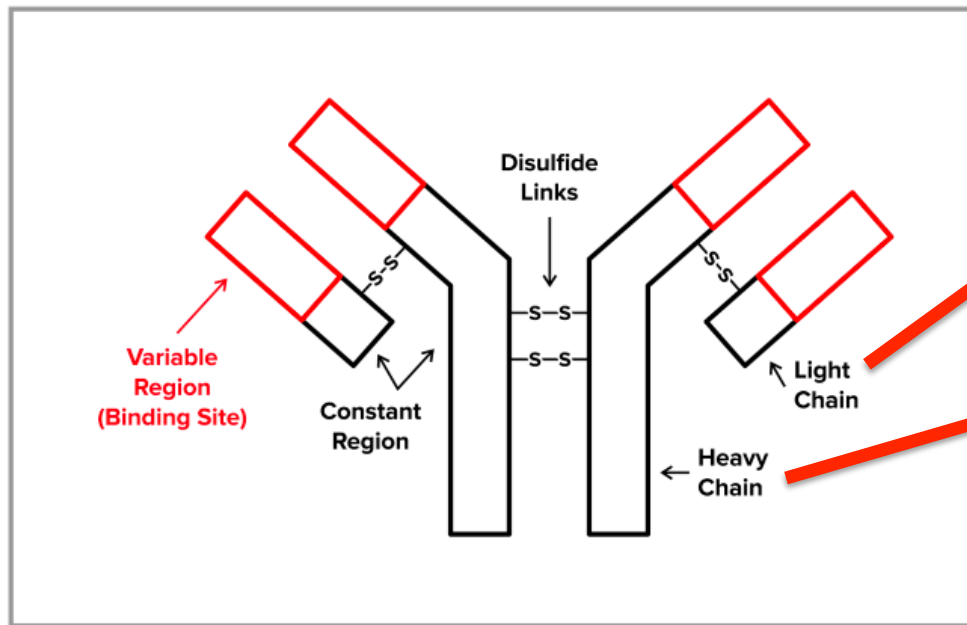 Disulfide
Links
S-S
S-S
S-S
S-S
Variable
Region
(Binding Site)
Constant
Region
Light
Chain
Heavy
Chain